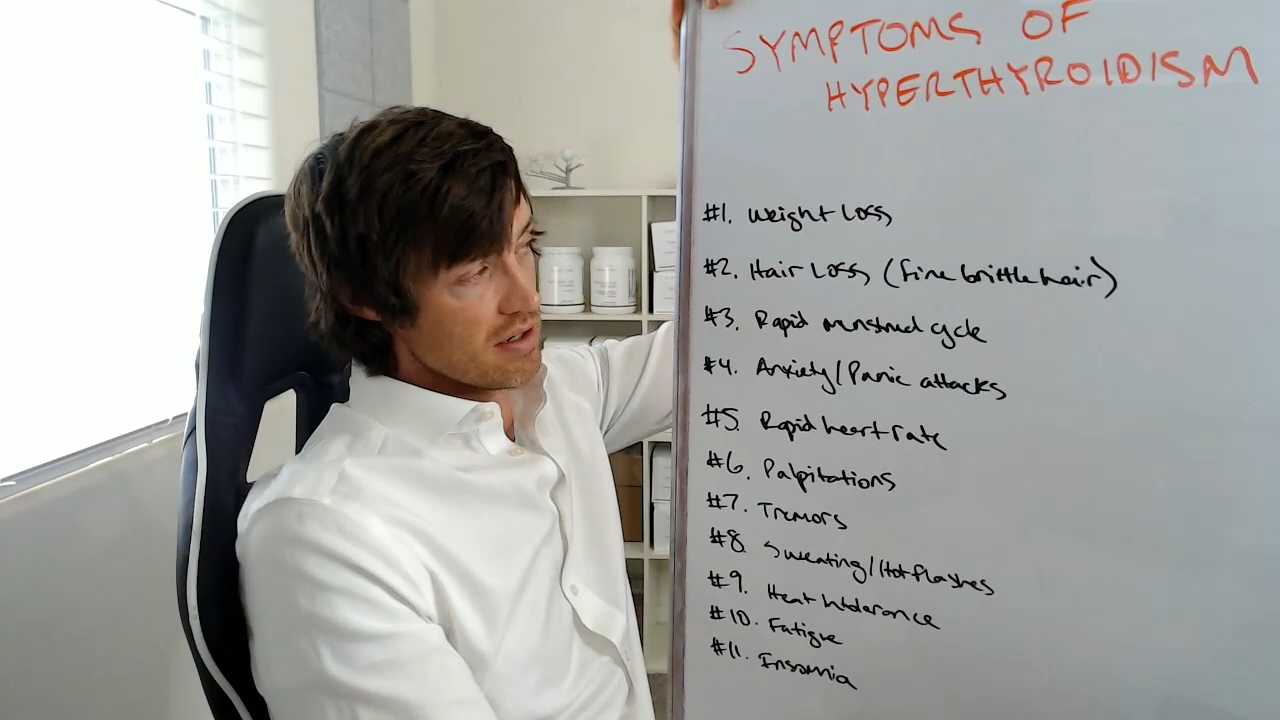 SYMPTOMS OF
HYPERTHYROIDISM
#1. Weight Loss
#2. Hair Loss (fine brittle hair)
#3. Rapid menstrual cycle
#4. Anxiety/Panic attacks
#5. Rapid heart rate
#6. Palpitations
#7. Tremors
#8. Sweating/Hot flashes
#9. Heat Intolerance
#10. Fatigue
#11. Insomnia